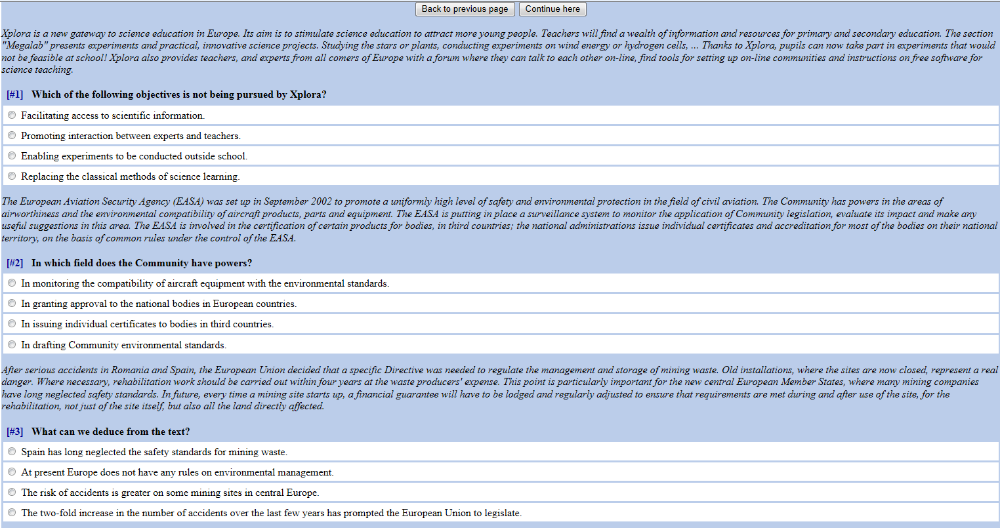 Back to previous page Continue here
Xplora is a new gateway to science education in Europe. Its aim is to stimulate science education to attract more young people. Teachers will find a wealth of information and resources for primary and secondary education. The section
"Megalab" presents experiments and practical, innovative science projects. Studying the stars or plants, conducting experiments on wind energy or hydrogen cells, ... Thanks to Xplora, pupils can now take part in experiments that would
not be feasible at school! Xplora also provides teachers, and experts from all comers of Europe with a forum where they can talk to each other on-line, find tools for setting up on-line communities and instructions on free software for
science teaching.
[#1] Which of the following objectives is not being pursued by Xplora?
Facilitating access to scientific information.
Promoting interaction between experts and teachers.
Enabling experiments to be conducted outside school.
Replacing the classical methods of science learning.
The European Aviation Security Agency (EASA) was set up in September 2002 to promote a uniformly high level of safety and environmental protection in the field of civil aviation. The Community has powers in the areas of
airworthiness and the environmental compatibility of aircraft products, parts and equipment. The EASA is putting in place a surveillance system to monitor the application of Community legislation, evaluate its impact and make any
useful suggestions in this area. The EASA is involved in the certification of certain products for bodies, in third countries; the national administrations issue individual certificates and accreditation for most of the bodies on their national
territory, on the basis of common rules under the control of the EASA.
[#2] In which field does the Community have powers?
In monitoring the compatibility of aircraft equipment with the environmental standards.
In granting approval to the national bodies in European countries.
In issuing individual certificates to bodies in third countries.
In drafting Community environmental standards.
After serious accidents in Romania and Spain, the European Union decided that a specific Directive was needed to regulate the management and storage of mining waste. Old installations, where the sites are now closed, represent a real
danger. Where necessary, rehabilitation work should be carried out within four years at the waste producers' expense. This point is particularly important for the new central European Member States, where many mining companies
have long neglected safety standards. In future, every time a mining site starts up, a financial guarantee will have to be lodged and regularly adjusted to ensure that requirements are met during and after use of the site, for the
rehabilitation, not just of the site itself, but also all the land directly affected.
[#3] What can we deduce from the text?
Spain has long neglected the safety standards for mining waste.
At present Europe does not have any rules on environmental management.
The risk of accidents is greater on some mining sites in central Europe.
The two-fold increase in the number of accidents over the last few years has prompted the European Union to legislate.